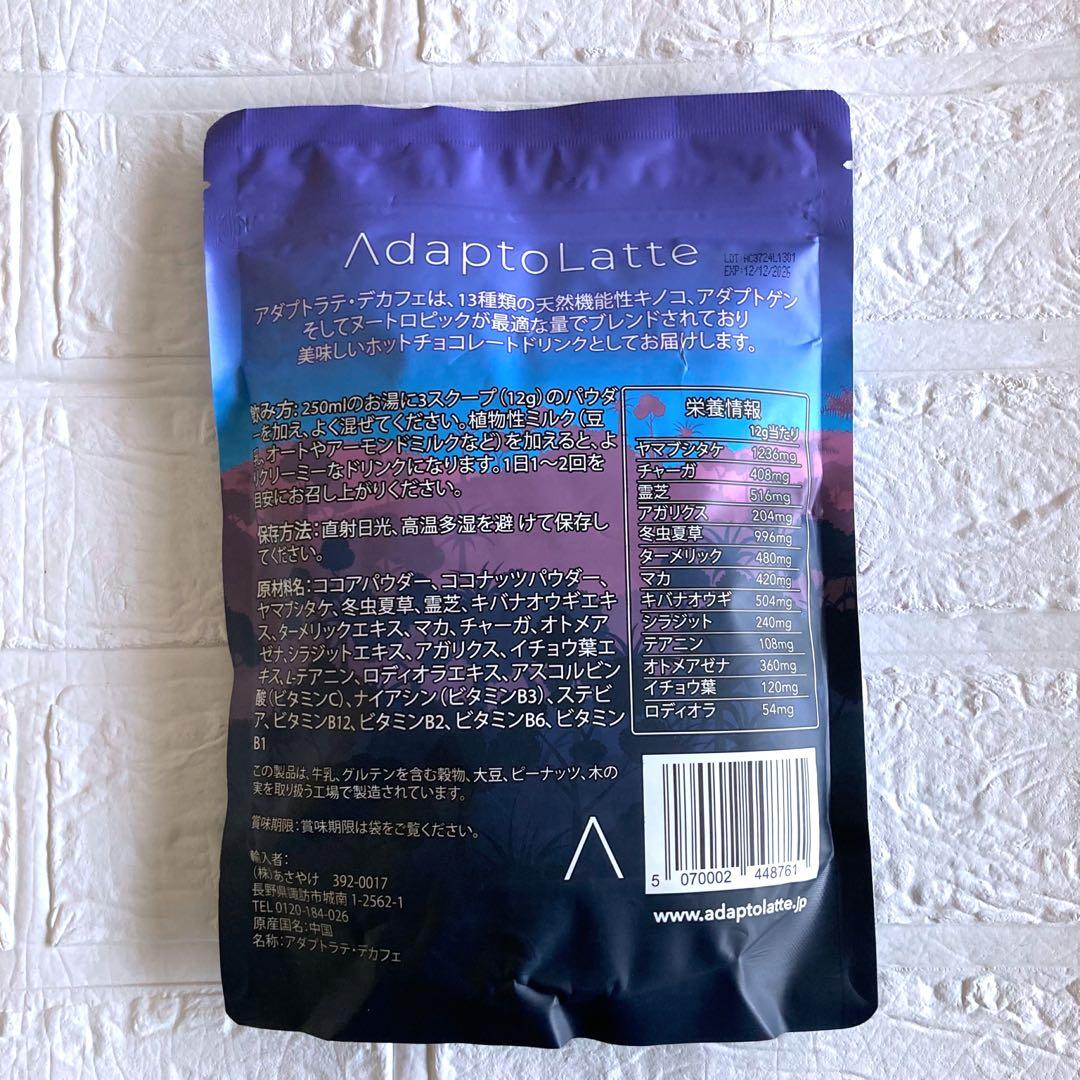 AdaptoLatte
LOT HC3724L1301
EXP:12/12/2026
アダプトラテ・デカフェは、13種類の天然機能性キノコ、アダプトゲン
そしてヌートロピックが最適な量でブレンドされており
美味しいホットチョコレートドリンクとしてお届けします。
飲み方: 250mlのお湯に3スクープ（12g）のパウダ
ーを加え、よく混ぜてください。植物性ミルク（豆
乳、オートやアーモンドミルクなど）を加えると、よ
りクリーミーなドリンクになります。1日1〜2回を
目安にお召し上がりください。
保存方法：直射日光、高温多湿を避 けて保存し
てください。
原材料名：ココアパウダー、ココナッツパウダー、
ヤマブシタケ、冬虫夏草、霊芝、キバナオウギエキ
ス、ターメリックエキス、マカ、チャーガ、オトメア
ゼナ、シラジットエキス、アガリクス、イチョウ葉エ
キス、L-テアニン、ロディオラエキス、アスコルビン
酸（ビタミンC）、ナイアシン（ビタミンB3）、ステビ
ア、ビタミンB12、ビタミンB2、ビタミンB6、ビタミン
B1
この製品は、牛乳、グルテンを含む穀物、大豆、ピーナッツ、木の
実を取り扱う工場で製造されています。
賞味期限：賞味期限は袋をご覧ください。
輸入者：
（株）あさやけ 392-0017
長野県諏訪市城南 1-2562-1
TEL 0120-184-026
原産国名：中国
名称：アダプトラテ・デカフェ
栄養情報
12g当たり
ヤマブシタケ 1236mg
チャーガ 408mg
霊芝 516mg
アガリクス 204mg
冬虫夏草 996mg
ターメリック 480mg
マカ 420mg
キバナオウギ 504mg
シラジット 240mg
テアニン 108mg
オトメアゼナ 360mg
イチョウ葉 120mg
ロディオラ 54mg
5 070002 448761
www.adaptolatte.jp